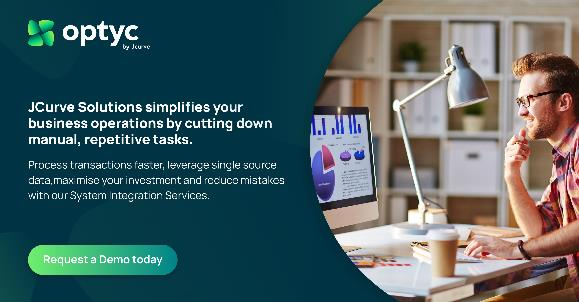 optyc
by Jcurve
JCurve Solutions simplifies your
business operations by cutting down
manual, repetitive tasks.
Process transactions faster, leverage single source
data,maximise your investment and reduce mistakes
with our System Integration Services.
Request a Demo today